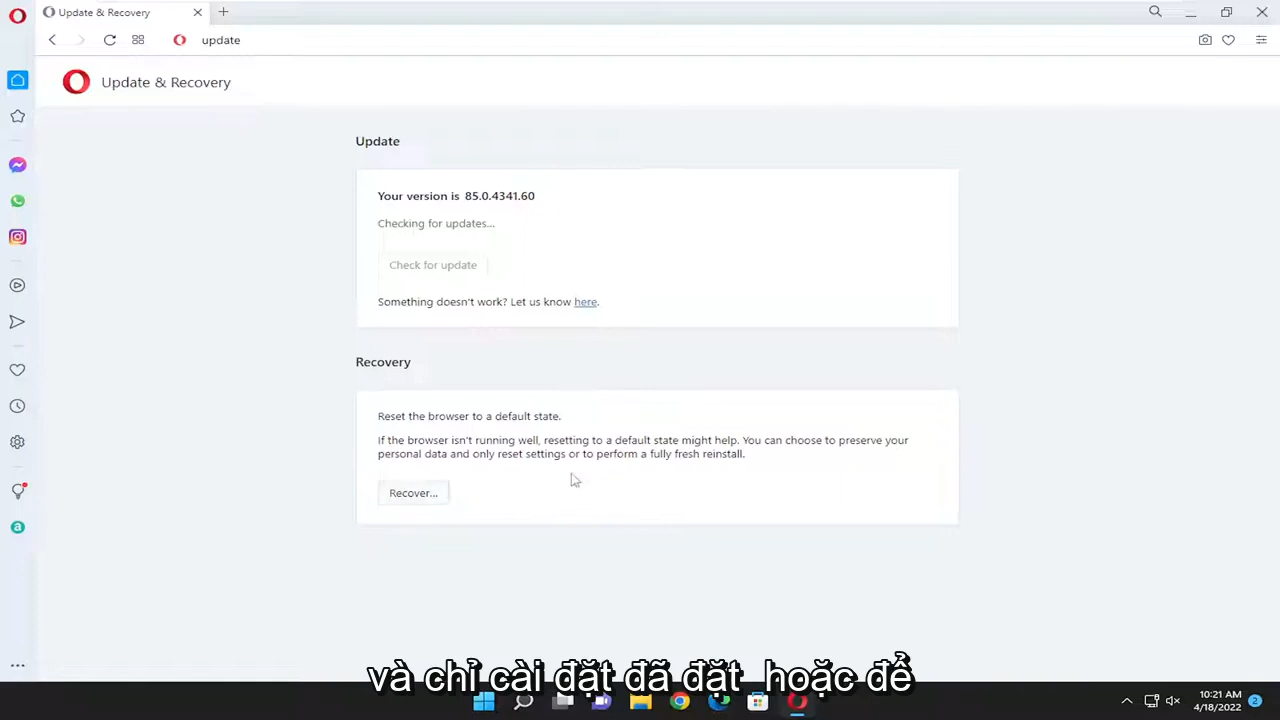 Update & Recovery
update
Update & Recovery
Update
Your version is 85.0.4341.60
Checking for updates...
Check for update
Something doesn't work? Let us know here.
Recovery
Reset the browser to a default state.
If the browser isn't running well, resetting to a default state might help. You can choose to preserve your
personal data and only reset settings or to perform a fully fresh reinstall.
Recover...
và chỉ cài đặt đã đặt hoặc để
10:21 AM
4/18/2022
2
a